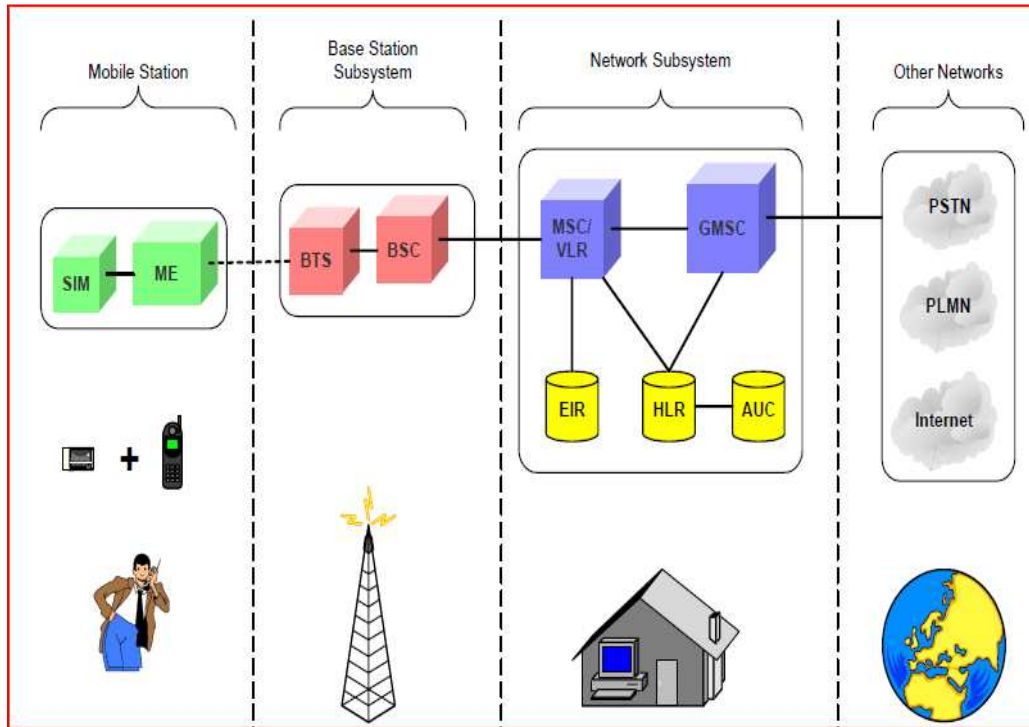 Mobile Station
Base Station
Subsystem
Network Subsystem
Other Networks
SIM
ME
BTS
BSC
MSC/
VLR
GMSC
EIR
HLR
AUC
PSTN
PLMN
Internet
+